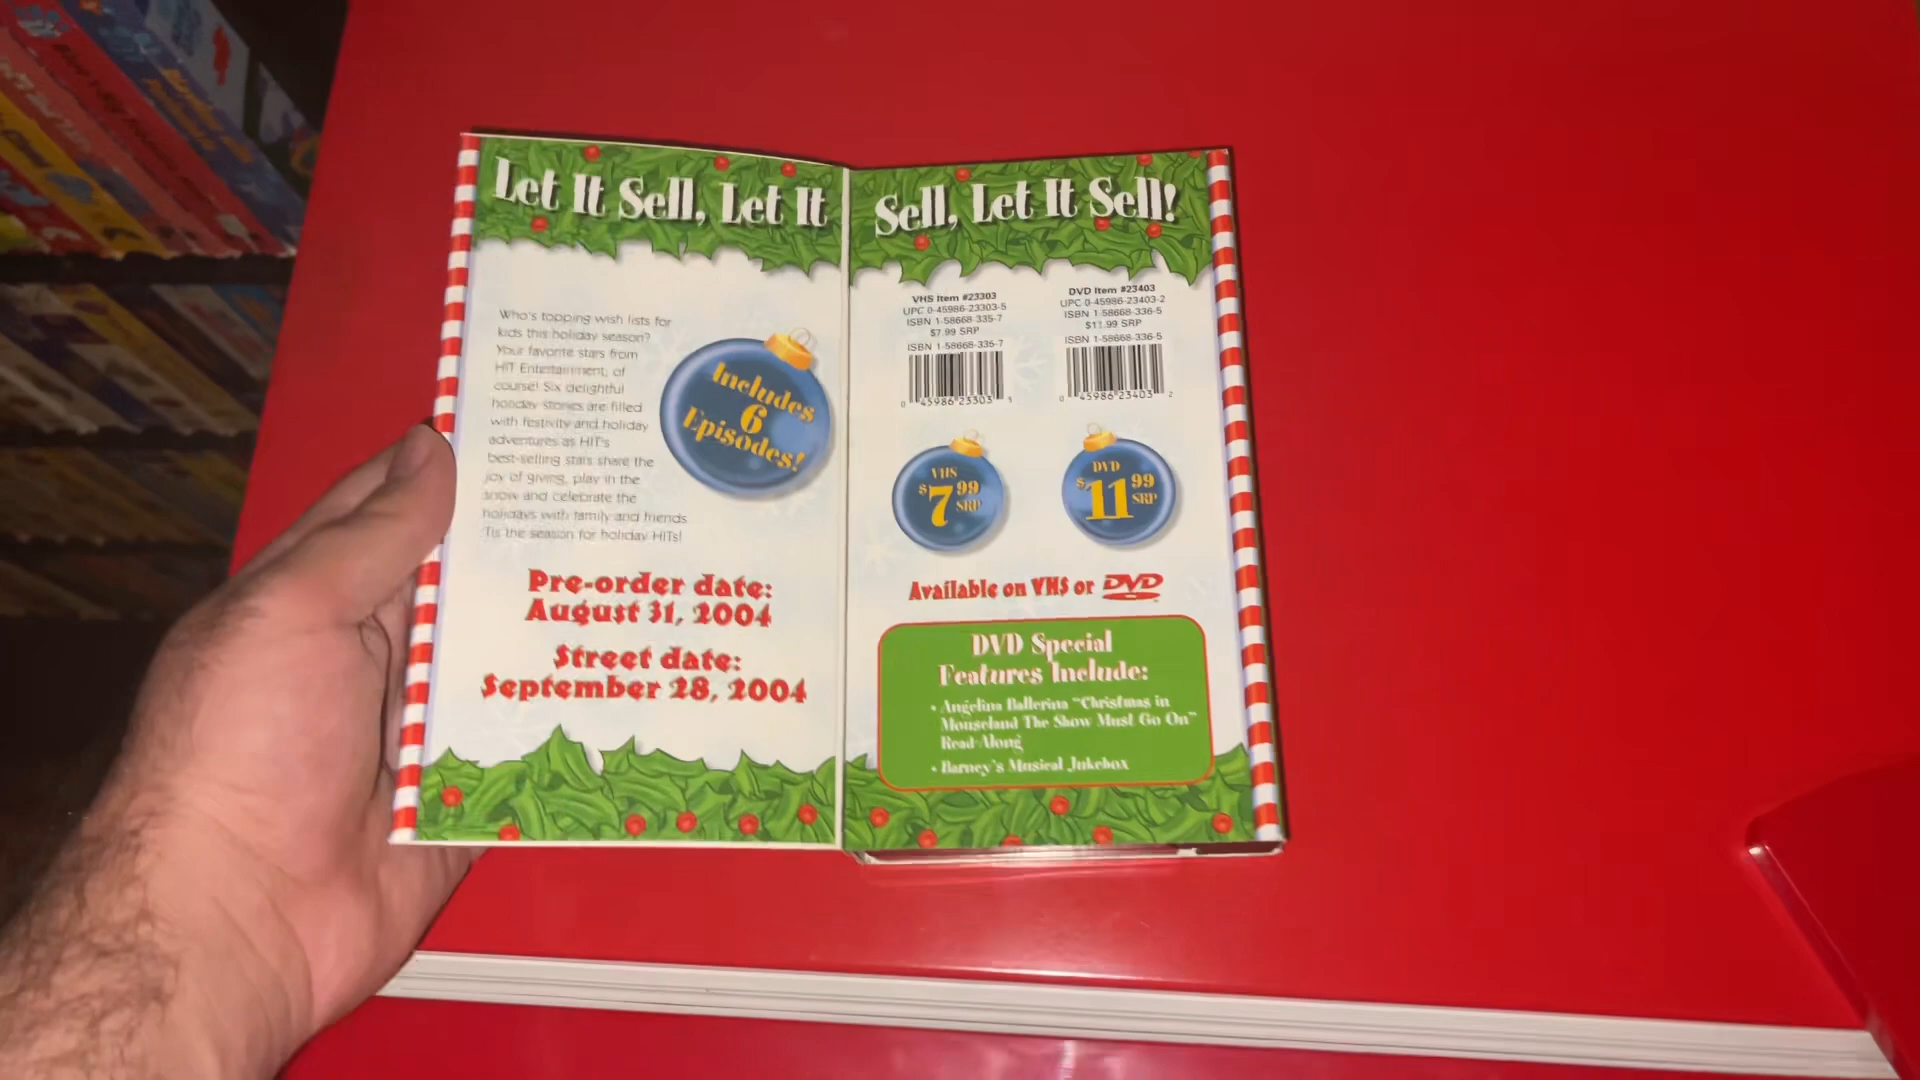 Let It Sell, Let It
Who's topping wish lists for
kids this holiday season?
Your favorite stars from
HIT Entertainment, of
course! Six delightful
holiday stories are filled
with festivity and holiday
adventures as HIT's
best-selling stars share the
joy of giving, play in the
snow and celebrate the
holidays with family and friends
'Tis the season for holiday HITs!
Includes
6
Episodes!
Pre-order date:
August 31, 2004
Street date:
September 28, 2004
Sell, Let It Sell!
VHS Item #23303
UPC 0-45986-23303-5
ISBN 1-58668-335-7
$7.99 SRP
ISBN 1-58668-335-7
0 45986 23303
DVD Item #23403
UPC 0-45986-23403-2
ISBN 1-58668-336-5
$11.99 SRP
ISBN 1-58668-336-5
0 45986 23403 2
VHS
$7.99
SRP
DVD
$11.99
SRP
Available on VHS or DVD
DVD Special
Features Include:
• Angelina Ballerina "Christmas in
Mouseland The Show Must Go On"
Read-Along
• Barney's Musical Jukebox